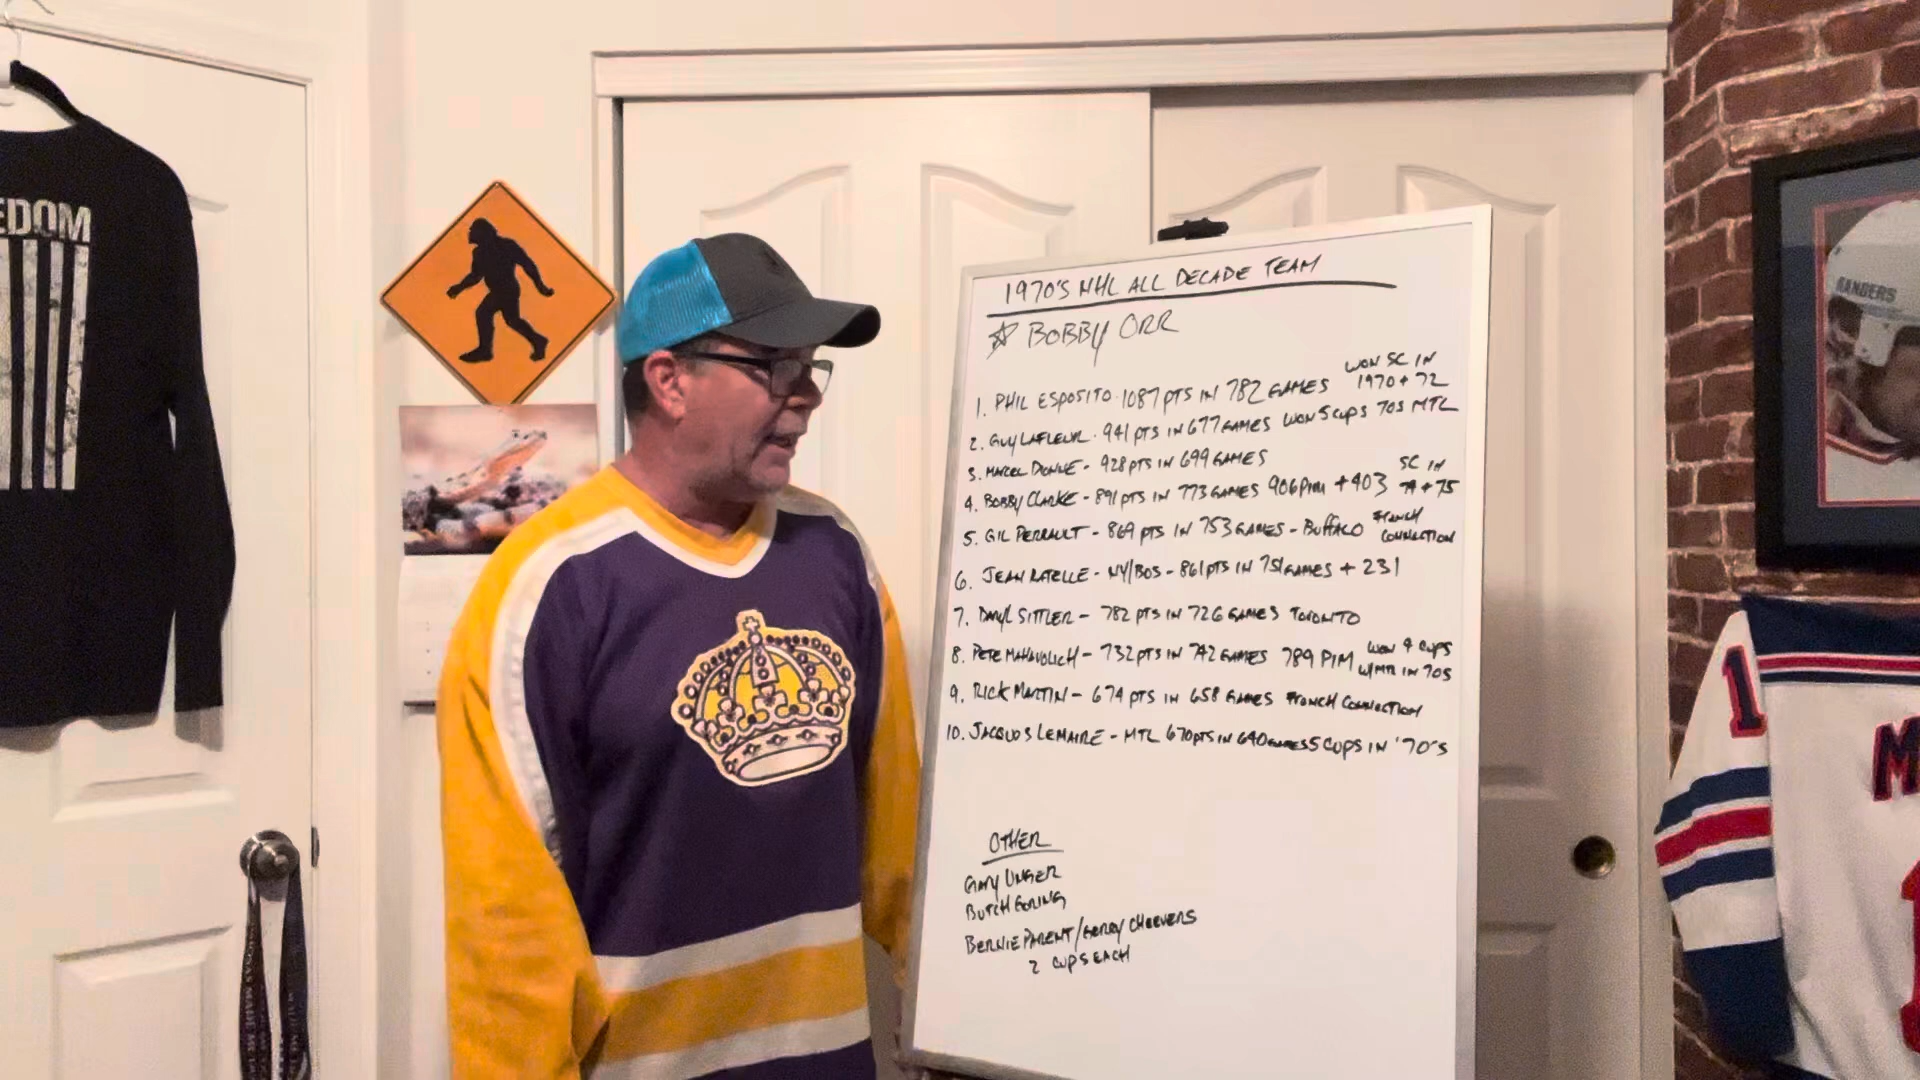 EDOM
1970'S NHL ALL DECADE TEAM
☆ BOBBY ORR
1. PHIL ESPOSITO · 1087 PTS IN 782 GAMES WON SC IN 1970 + 72
2. GUY LAFLEUR · 941 PTS IN 677 GAMES WON 5 CUPS 70S MTL
3. MARCEL DIONNE - 928 PTS IN 699 GAMES
4. BOBBY CLARKE - 891 PTS IN 773 GAMES 906 PIM + 403 SC IN 74 + 75
5. GIL PERRAULT - 869 PTS IN 753 GAMES - BUFFALO FRENCH CONNECTION
6. JEAN RATELLE - NY/BOS - 861 PTS IN 751 GAMES + 231
7. DARYL SITTLER - 782 PTS IN 726 GAMES TORONTO
8. PETE MAHAVOLICH - 732 PTS IN 742 GAMES 789 PIM WON 4 CUPS W/MTL IN 70S
9. RICK MARTIN - 674 PTS IN 658 GAMES FRENCH CONNECTION
10. JACQUES LEMAIRE - MTL 670 PTS IN 640 GAMES 5 CUPS IN '70'S
OTHER
GARY UNGER
BUTCH GORING
BERNIE PARENT / GERRY CHEEVERS
2 CUPS EACH
RANGERS
1
M